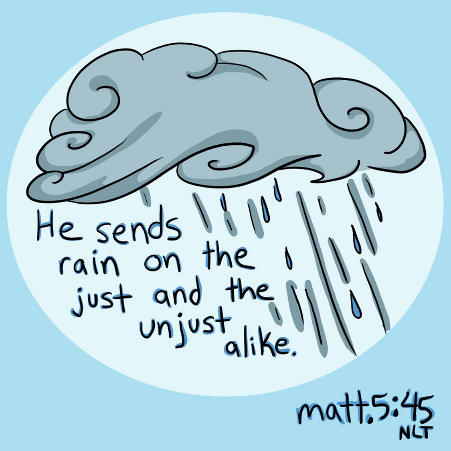 He sends
rain on the
just and the
unjust
alike.
matt.5:45
NLT